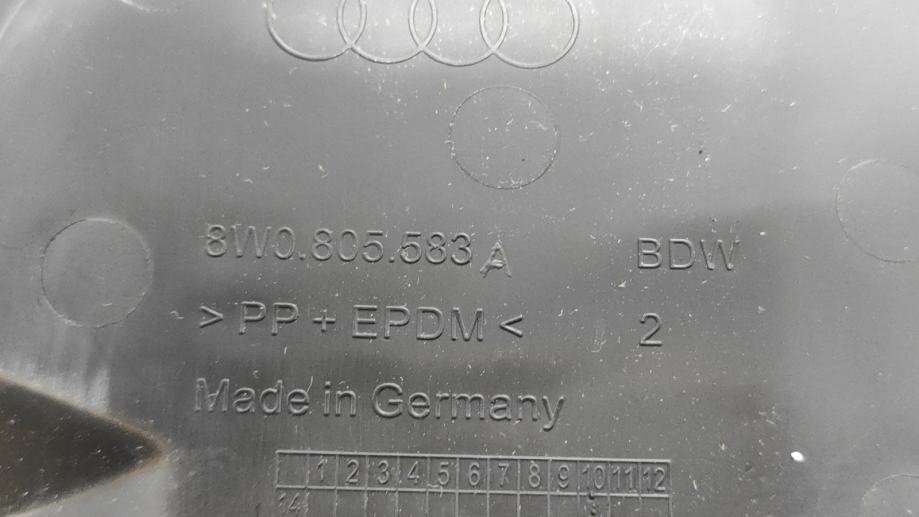 8W0.805.583 A BDW
>PP+EPDM< 2
Made in Germany
1 2 3 4 5 6 7 8 9 10 11 12
14